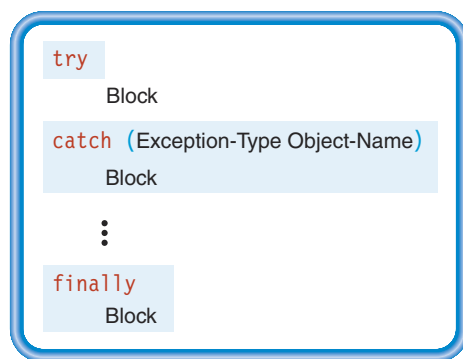 try
Block
catch (Exception-Type Object-Name)
Block
⋮
finally
Block